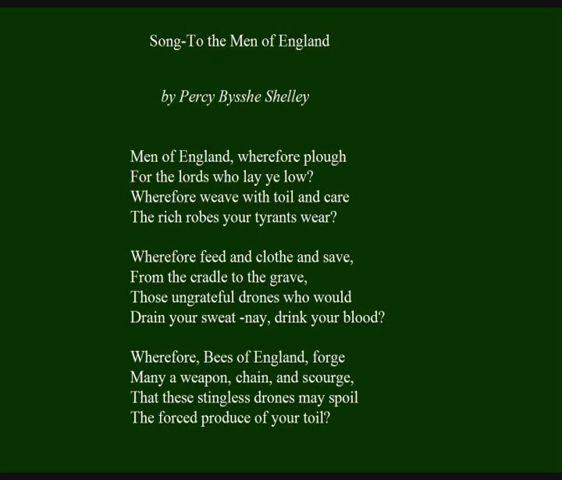 Song-To the Men of England
by Percy Bysshe Shelley
Men of England, wherefore plough
For the lords who lay ye low?
Wherefore weave with toil and care
The rich robes your tyrants wear?
Wherefore feed and clothe and save,
From the cradle to the grave,
Those ungrateful drones who would
Drain your sweat -nay, drink your blood?
Wherefore, Bees of England, forge
Many a weapon, chain, and scourge,
That these stingless drones may spoil
The forced produce of your toil?